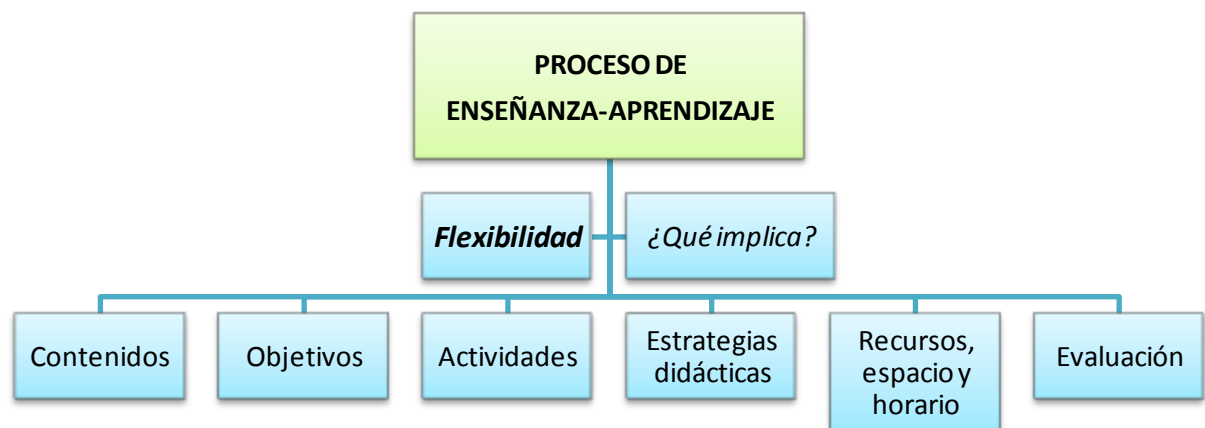 PROCESO DE
ENSEÑANZA-APRENDIZAJE
Flexibilidad
¿Qué implica?
Contenidos
Objetivos
Actividades
Estrategias
didácticas
Recursos,
espacio y
horario
Evaluación